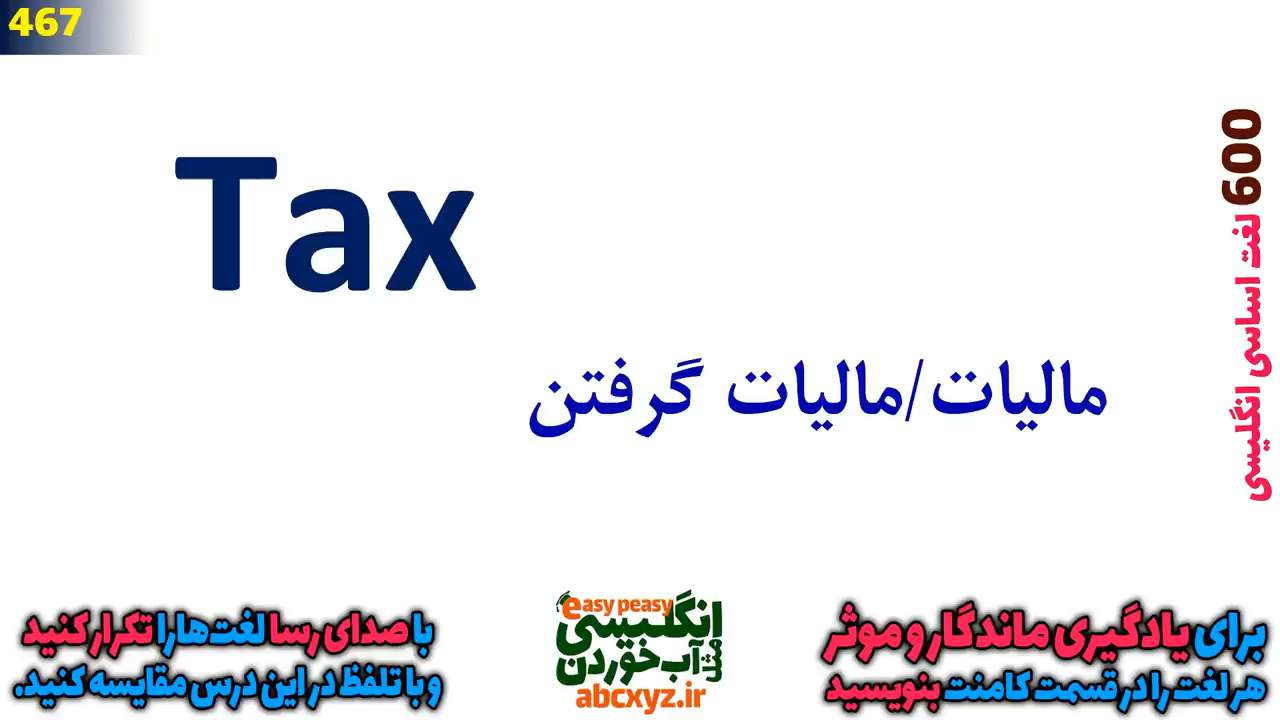 467
Tax
مالیات/مالیات گرفتن
600 لغت اساسی انگلیسی
برای یادگیری ماندگار و موثر
هر لغت را در قسمت کامنت بنویسید
easy peasy
انگلیسی
مثل آب خوردن
abcxyz.ir
با صدای رسا لغت‌ها را تکرار کنید
و با تلفظ در این درس مقایسه کنید.